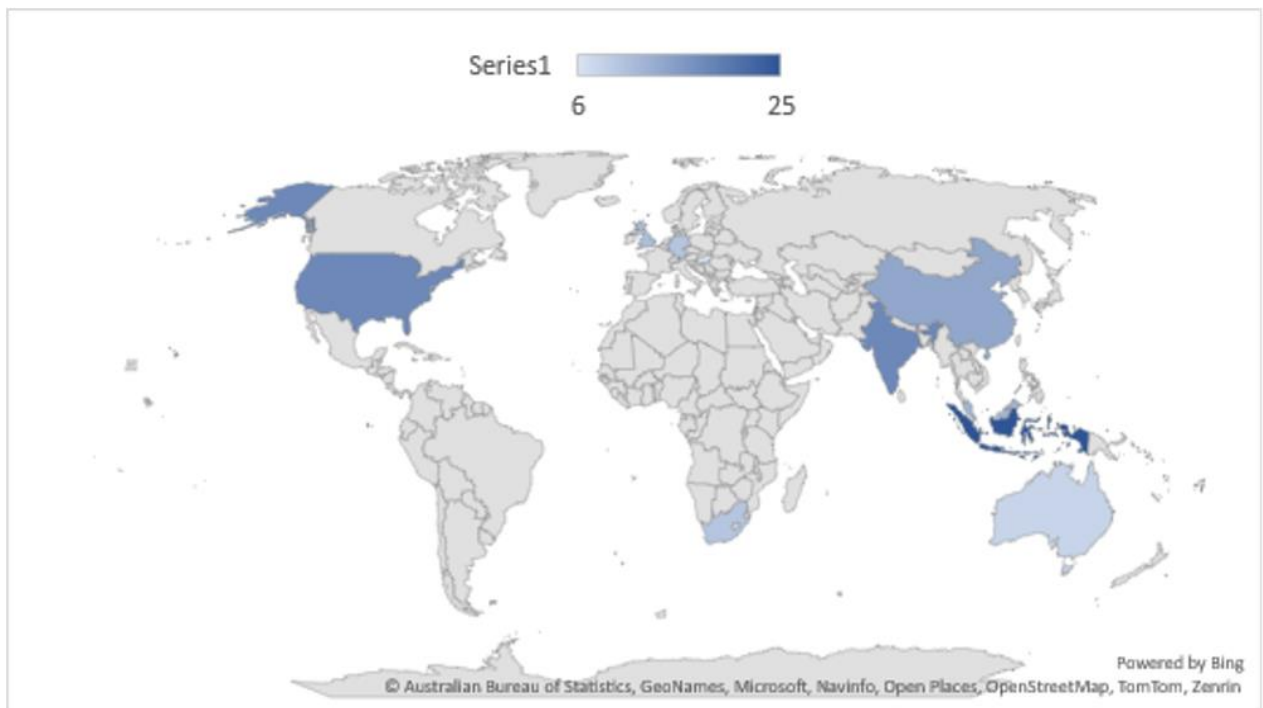 Series1
6 25
Powered by Bing
© Australian Bureau of Statistics, GeoNames, Microsoft, Navinfo, Open Places, OpenStreetMap, TomTom, Zenrin